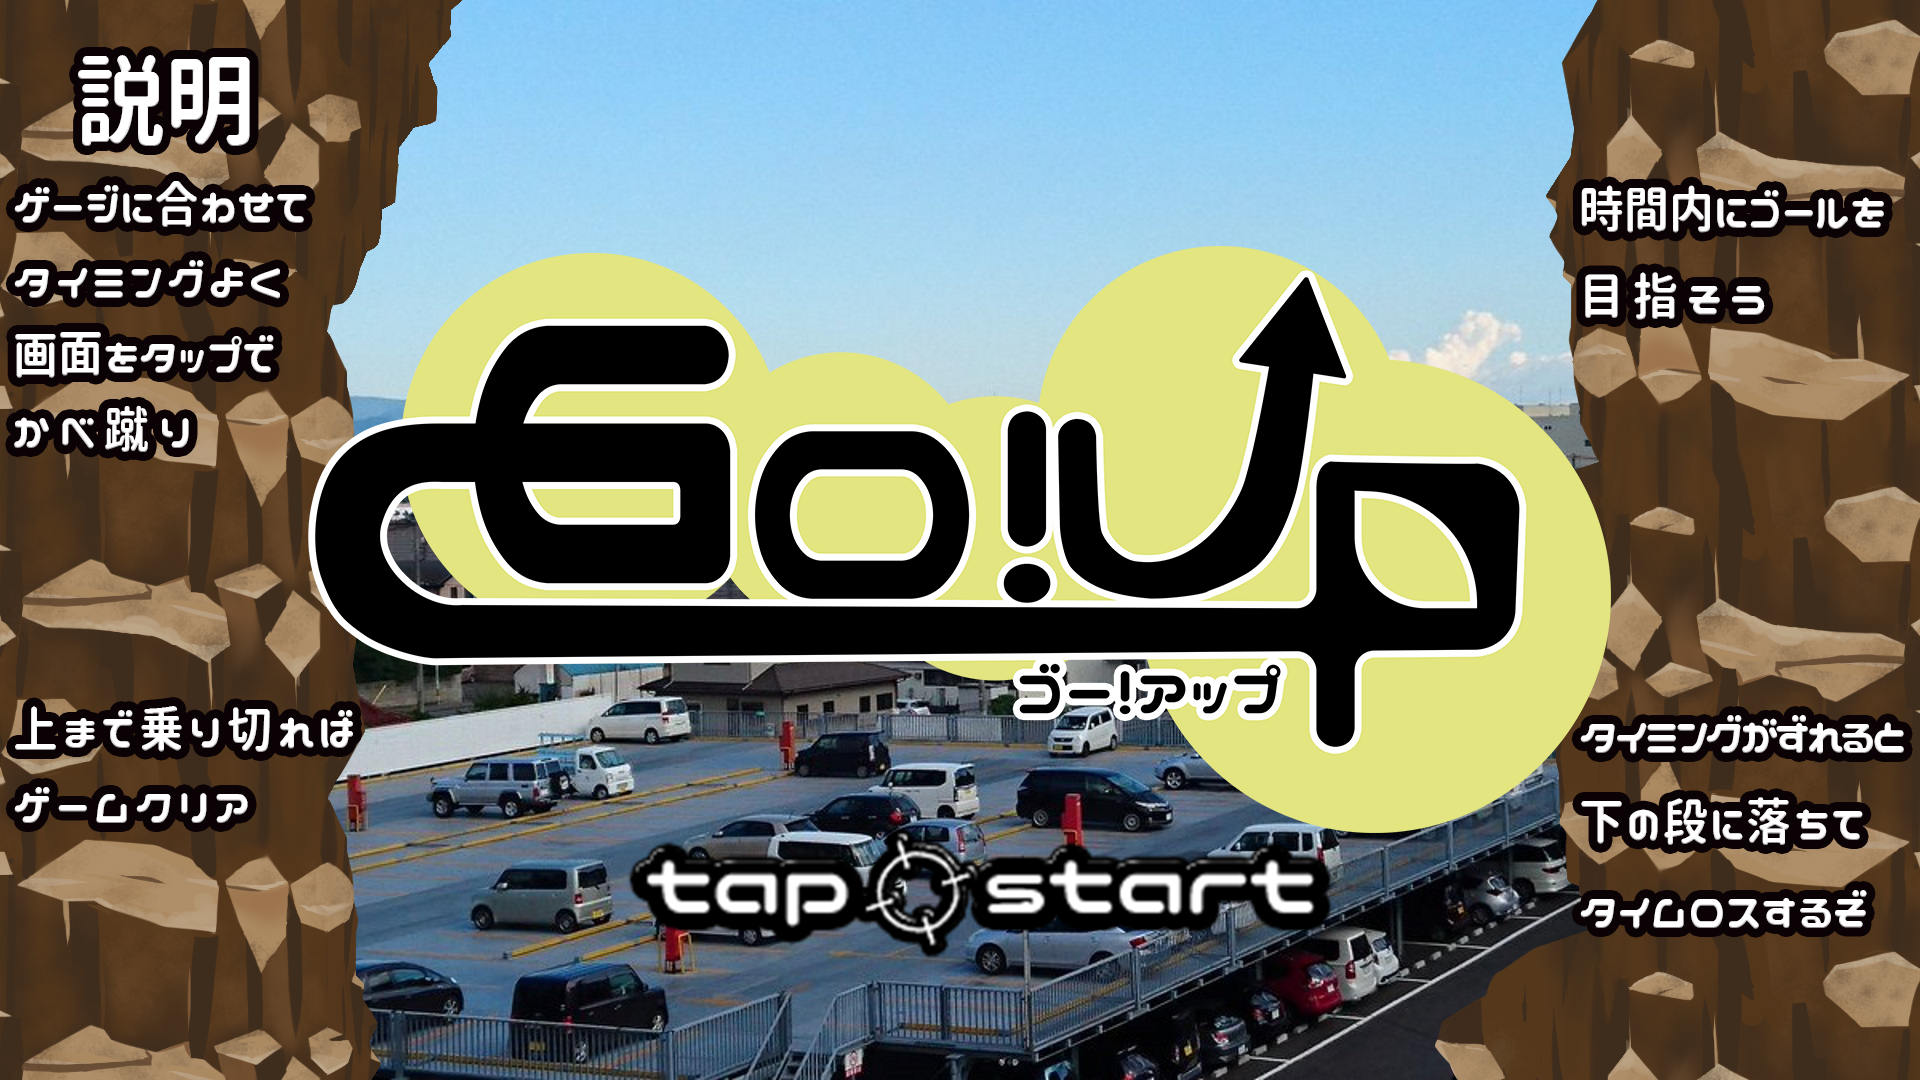 説明
ゲージに合わせて
タイミングよく
画面をタップで
かべ蹴り
上まで乗り切れば
ゲームクリア
Go!Up
ゴー!アップ
tap start
時間内にゴールを
目指そう
タイミングがずれると
下の段に落ちて
タイムロスするぞ